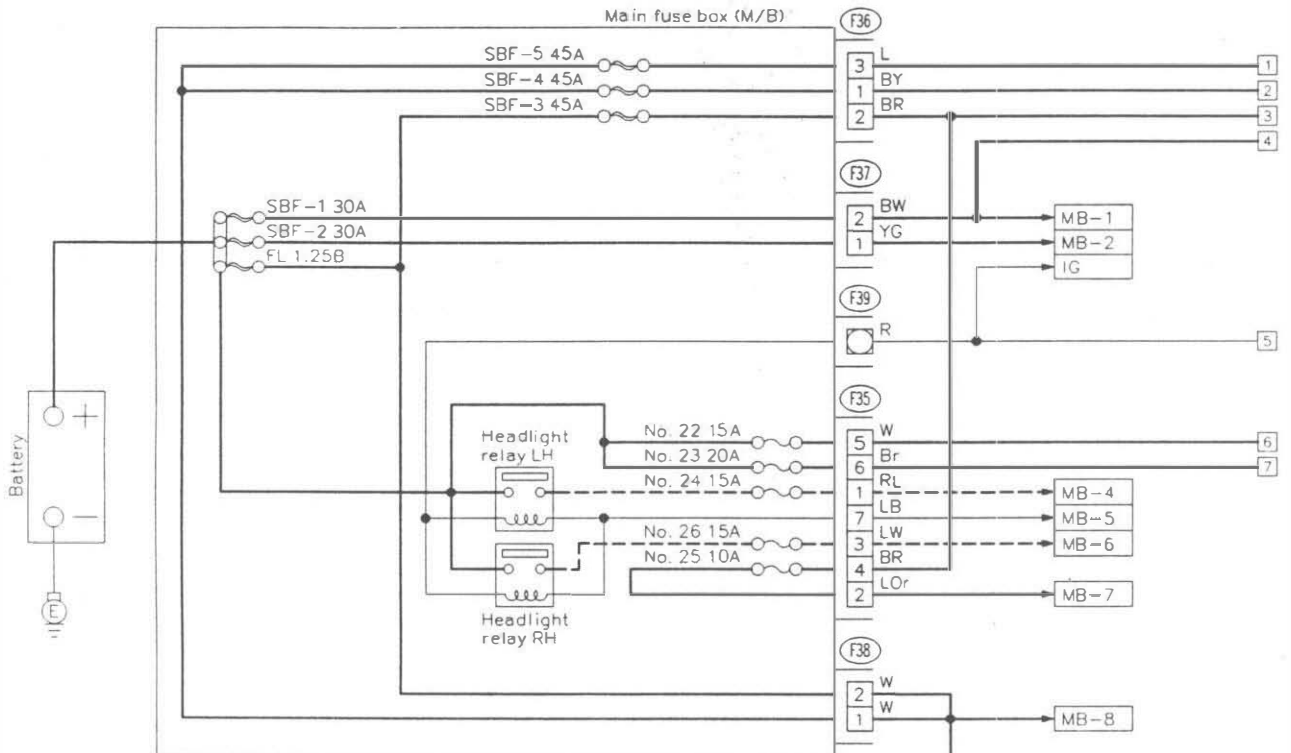 Main fuse box (M/B)
F36
SBF-5 45A
3
L
1
SBF-4 45A
1
BY
2
SBF-3 45A
2
BR
3
4
F37
SBF-1 30A
2
BW
MB-1
SBF-2 30A
1
YG
MB-2
FL 1.25B
IG
F39
R
5
Battery
+
−
E
F35
Headlight
relay LH
No. 22 15A
5
W
6
No. 23 20A
6
Br
7
No. 24 15A
1
RL
MB-4
7
LB
MB-5
No. 26 15A
3
LW
MB-6
No. 25 10A
4
BR
2
LOr
MB-7
Headlight
relay RH
F38
2
W
1
W
MB-8